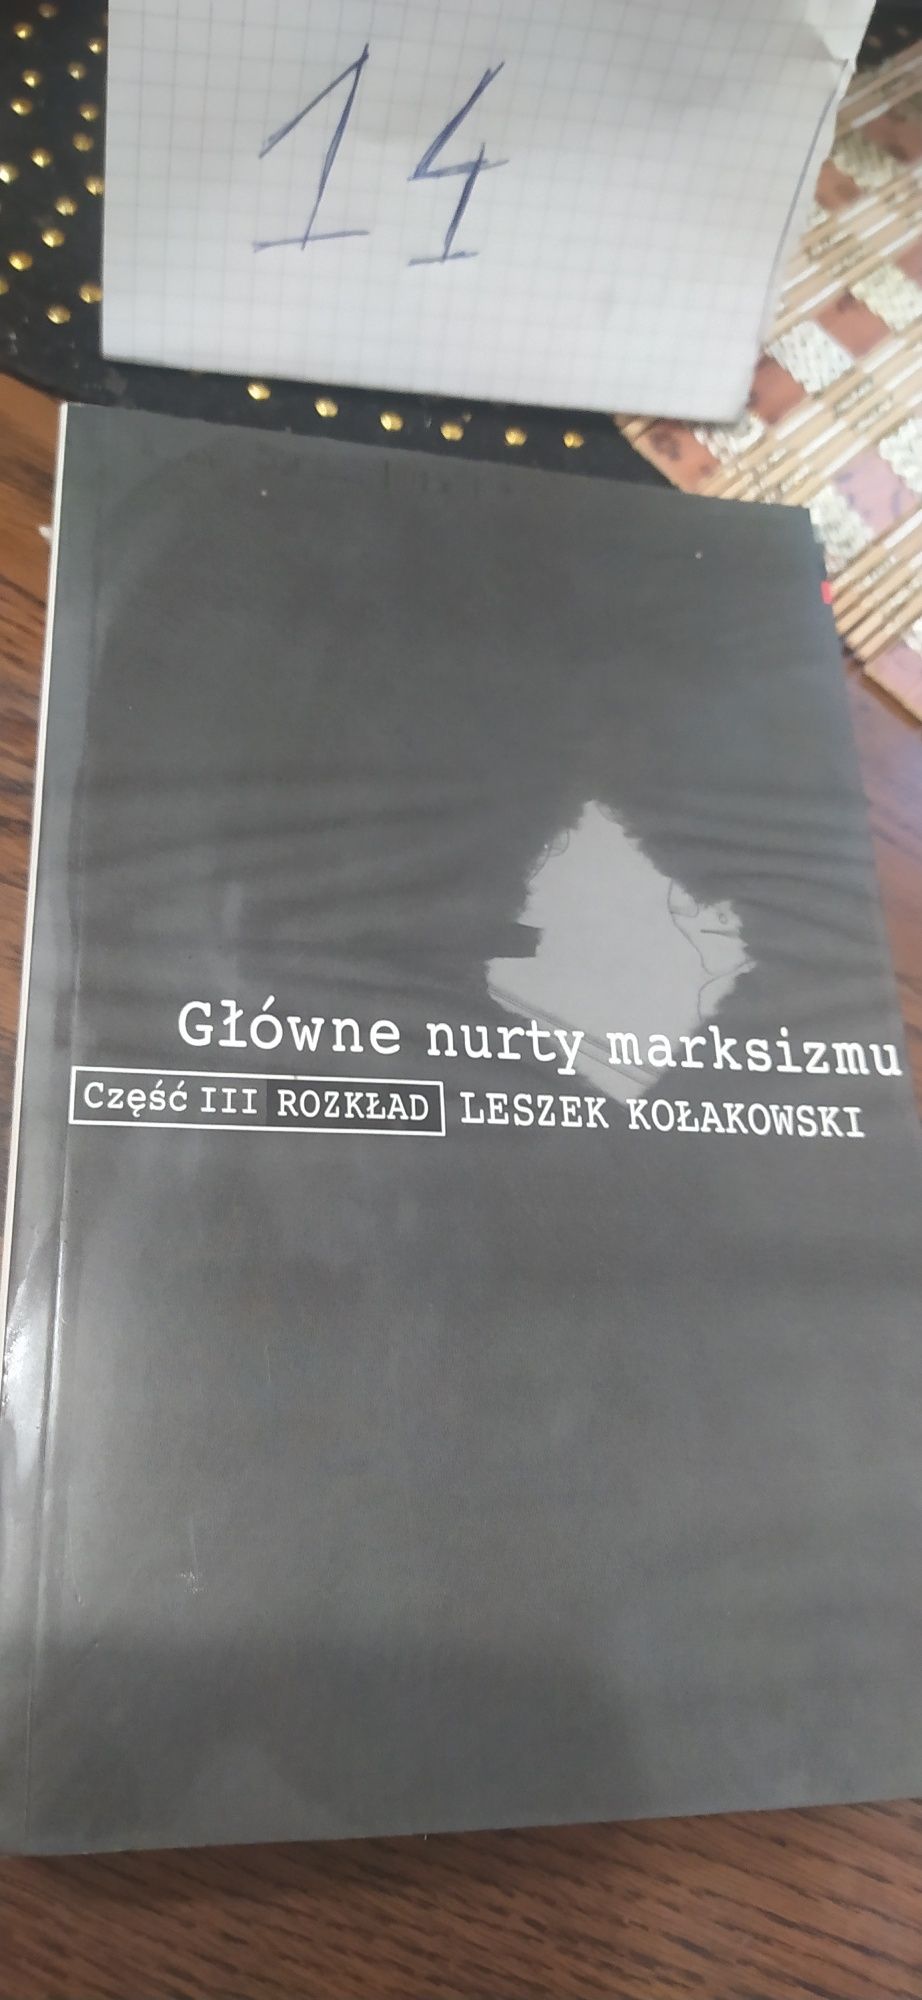 14
Główne nurty marksizmu
Część III ROZKŁAD LESZEK KOŁAKOWSKI